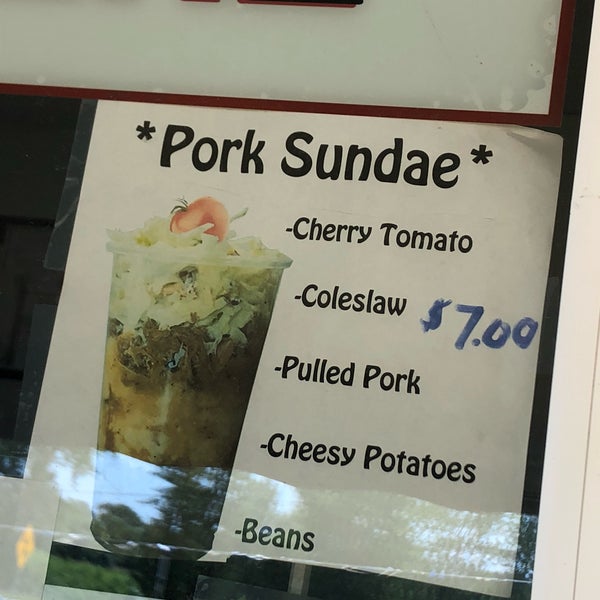 *Pork Sundae*
-Cherry Tomato
-Coleslaw
$7.00
-Pulled Pork
-Cheesy Potatoes
-Beans